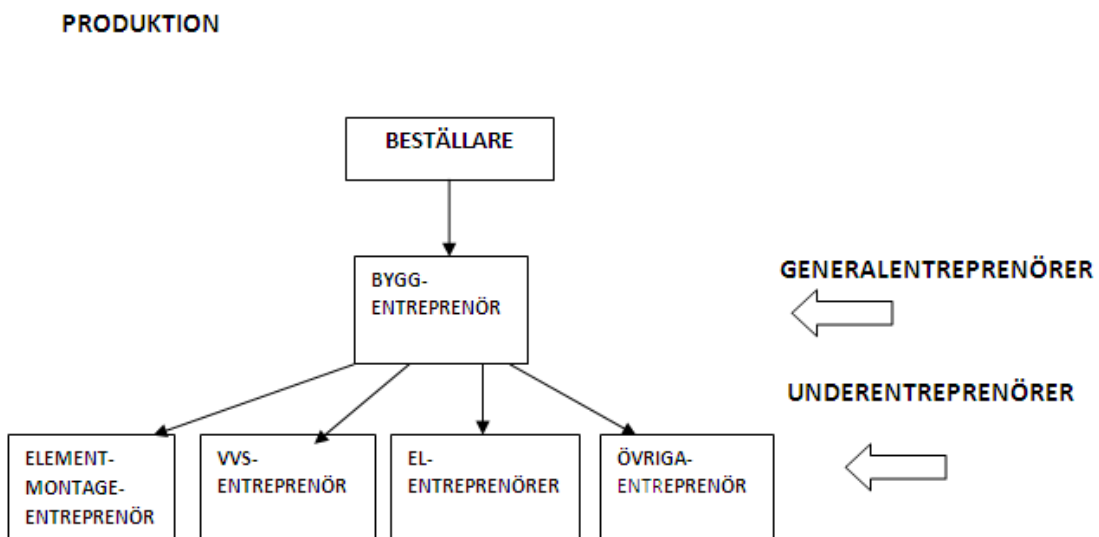 PRODUKTION
BESTÄLLARE
BYGG-
ENTREPRENÖR
GENERALENTREPRENÖRER
UNDERENTREPRENÖRER
ELEMENT-
MONTAGE-
ENTREPRENÖR
VVS-
ENTREPRENÖR
EL-
ENTREPRENÖRER
ÖVRIGA-
ENTREPRENÖR